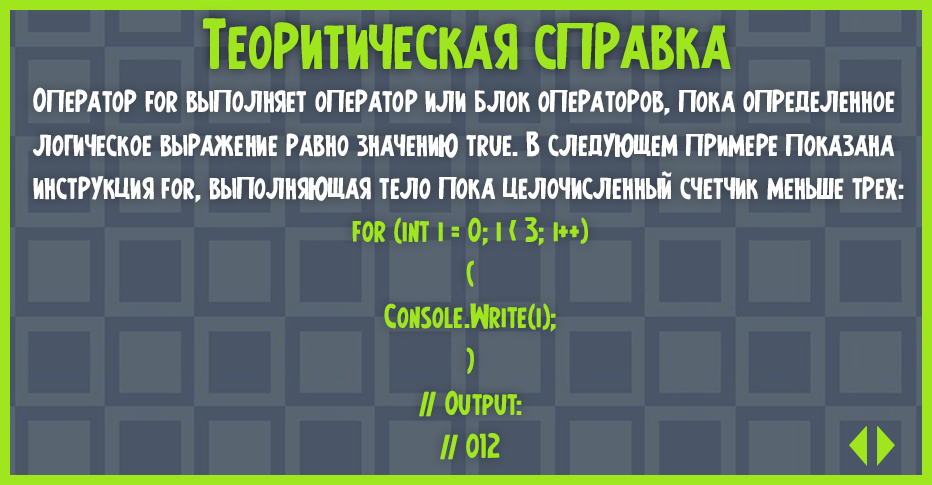 Теоритическая справка
Оператор for выполняет оператор или блок операторов, пока определенное
логическое выражение равно значению true. В следующем примере показана
инструкция for, выполняющая тело пока целочисленный счетчик меньше трех:
for (int i = 0; i < 3; i++)
(
Console.Write(i);
)
// Output:
// 012